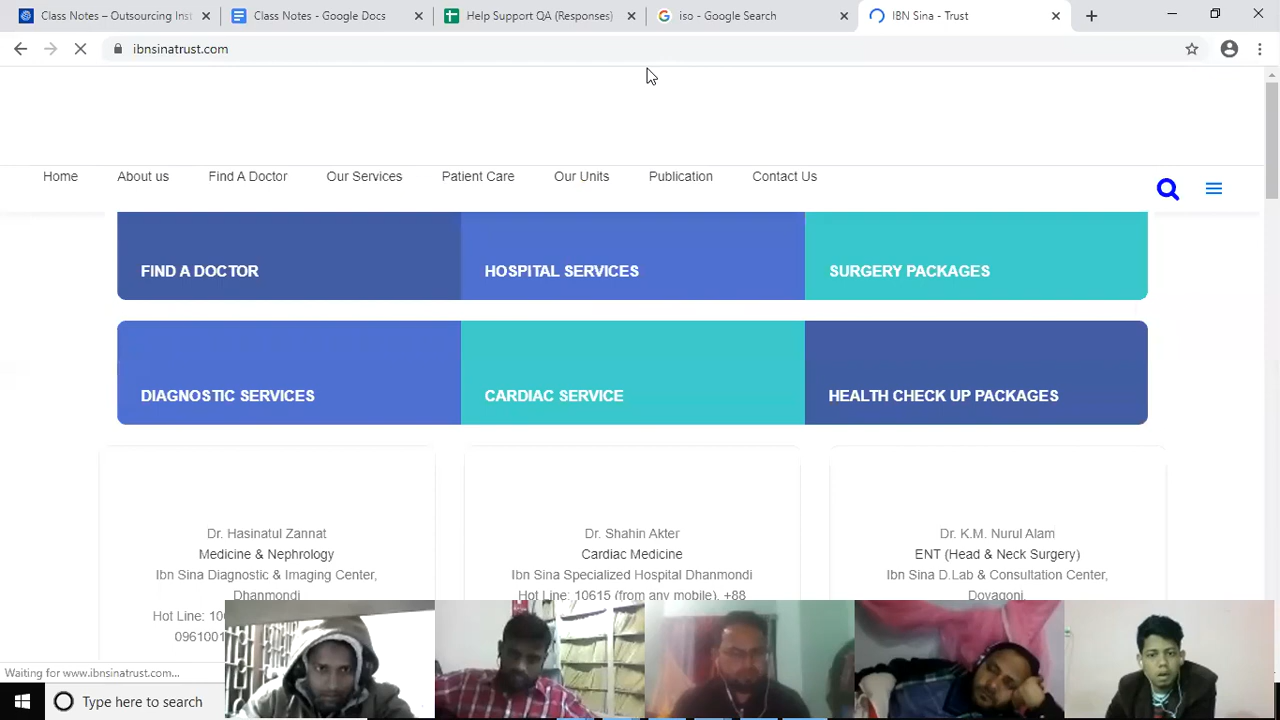 Class Notes – Outsourcing Inst
Class Notes - Google Docs
Help Support QA (Responses)
iso - Google Search
IBN Sina - Trust
ibnsinatrust.com
Home
About us
Find A Doctor
Our Services
Patient Care
Our Units
Publication
Contact Us
FIND A DOCTOR
HOSPITAL SERVICES
SURGERY PACKAGES
DIAGNOSTIC SERVICES
CARDIAC SERVICE
HEALTH CHECK UP PACKAGES
Dr. Hasinatul Zannat
Medicine & Nephrology
Ibn Sina Diagnostic & Imaging Center,
Dhanmondi
Hot Line:
Dr. Shahin Akter
Cardiac Medicine
Ibn Sina Specialized Hospital Dhanmondi
Hot Line: 10615 (from any mobile), +88
Dr. K.M. Nurul Alam
ENT (Head & Neck Surgery)
Ibn Sina D.Lab & Consultation Center,
Doyagonj,
Waiting for www.ibnsinatrust.com...
Type here to search